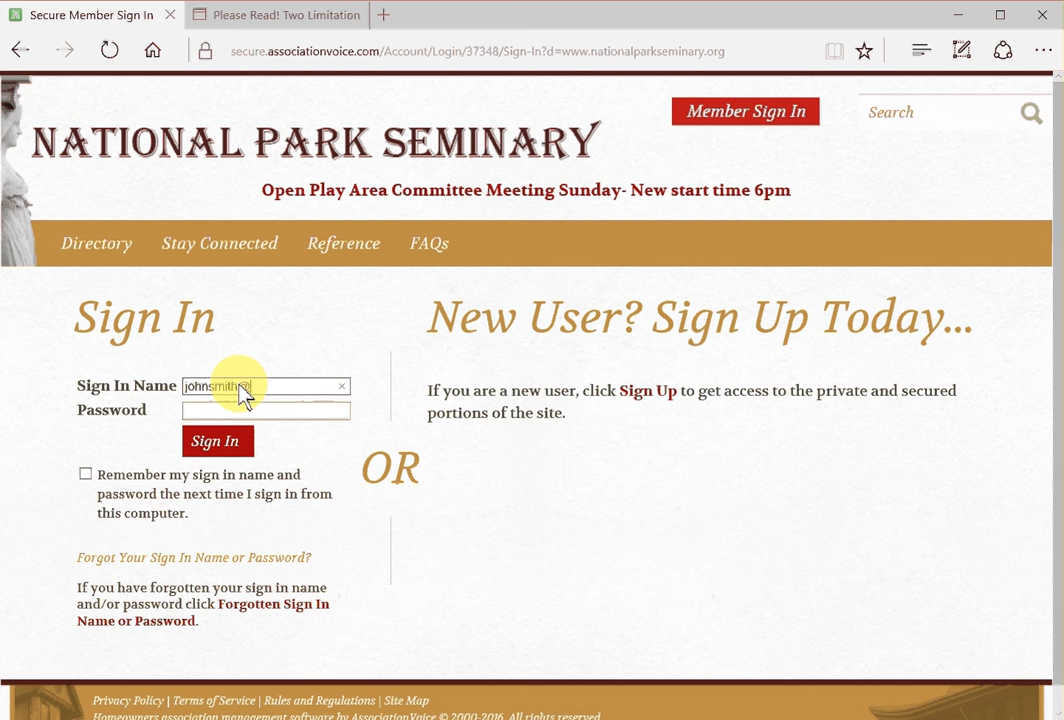 Secure Member Sign In
Please Read! Two Limitation
secure.associationvoice.com/Account/Login/37348/Sign-In?d=www.nationalparkseminary.org
Member Sign In
Search
NATIONAL PARK SEMINARY
Open Play Area Committee Meeting Sunday- New start time 6pm
Directory Stay Connected Reference FAQs
Sign In
New User? Sign Up Today...
Sign In Name johnsmith@
Password
Sign In
Remember my sign in name and
password the next time I sign in from
this computer.
Forgot Your Sign In Name or Password?
If you have forgotten your sign in name
and/or password click Forgotten Sign In
Name or Password.
OR
If you are a new user, click Sign Up to get access to the private and secured
portions of the site.
Privacy Policy | Terms of Service | Rules and Regulations | Site Map
Homeowners association management software by AssociationVoice © 2000-2016. All rights reserved.